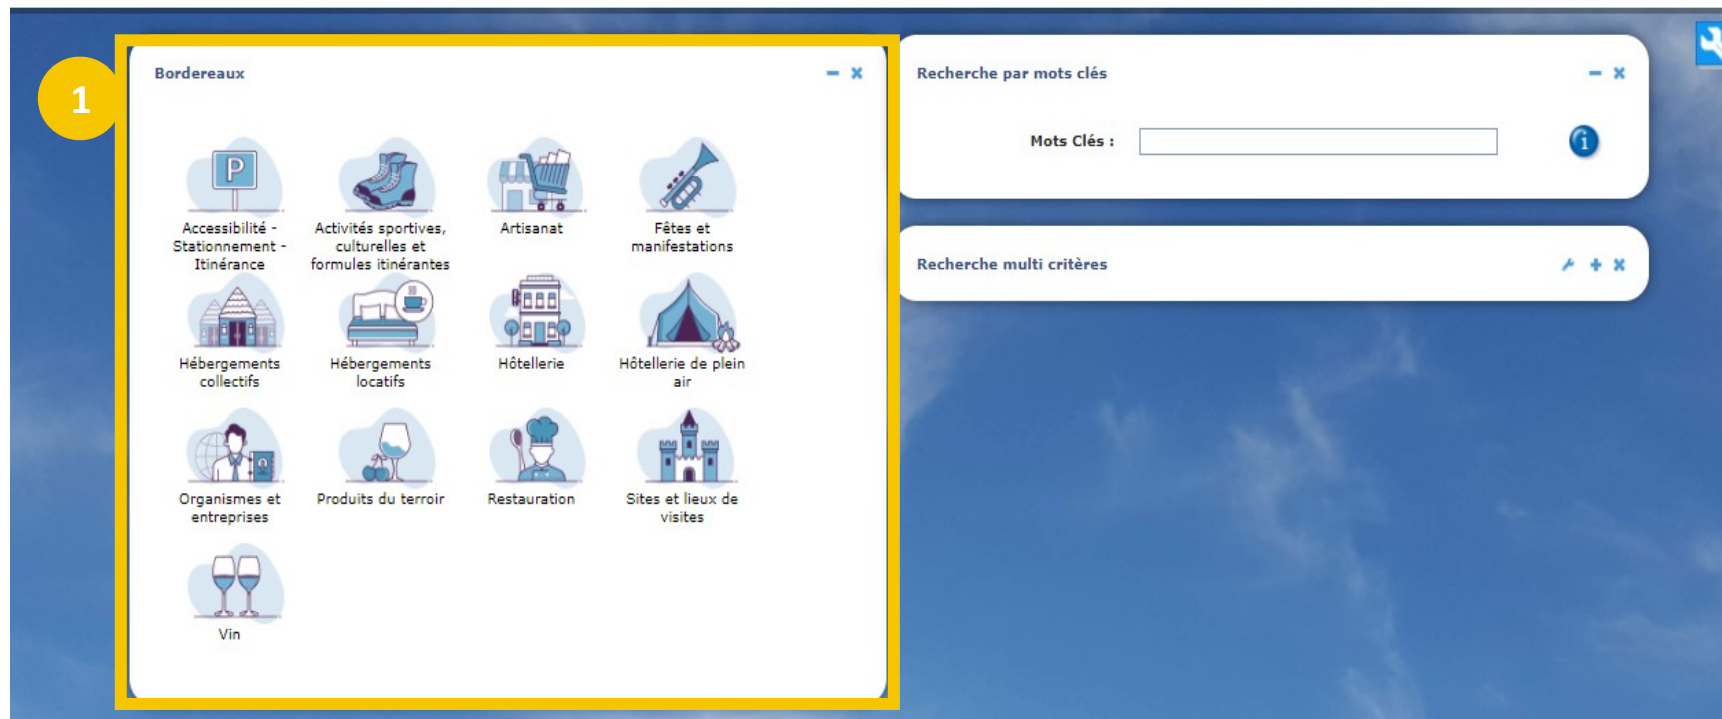 1
Bordereaux
Accessibilité -
Stationnement -
Itinérance
Activités sportives,
culturelles et
formules itinérantes
Artisanat
Fêtes et
manifestations
Hébergements
collectifs
Hébergements
locatifs
Hôtellerie
Hôtellerie de plein
air
Organismes et
entreprises
Produits du terroir
Restauration
Sites et lieux de
visites
Vin
Recherche par mots clés
Mots Clés :
Recherche multi critères